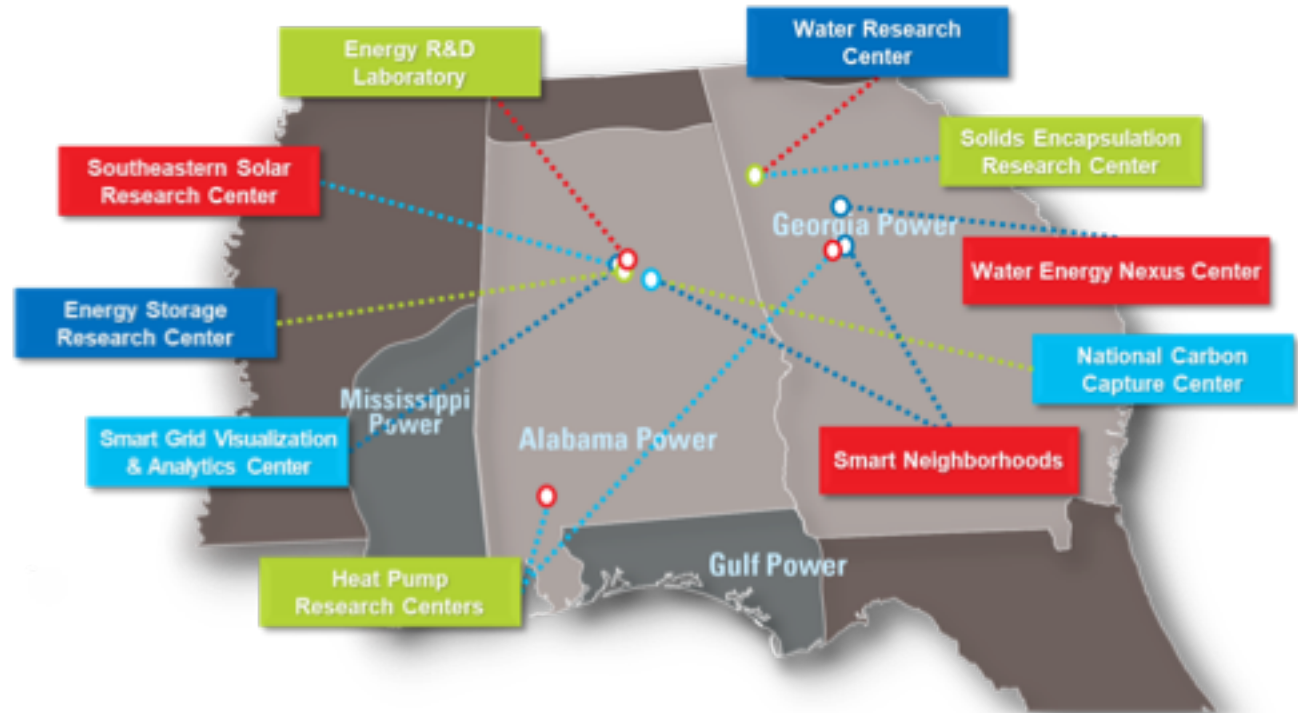 Energy R&D
Laboratory
Water Research
Center
Solids Encapsulation
Research Center
Southeastern Solar
Research Center
Georgia Power
Water Energy Nexus Center
Energy Storage
Research Center
National Carbon
Capture Center
Mississippi
Power
Smart Grid Visualization
& Analytics Center
Alabama Power
Smart Neighborhoods
Gulf Power
Heat Pump
Research Centers